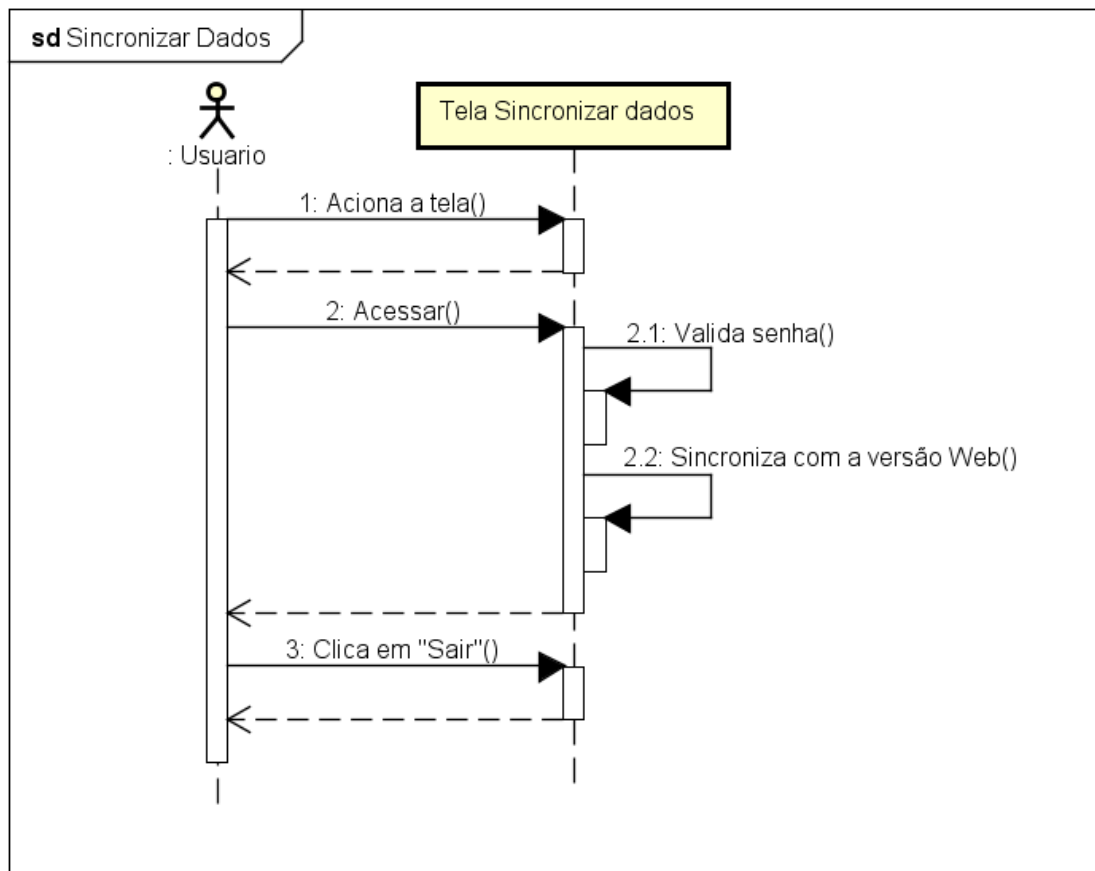 sd Sincronizar Dados
Tela Sincronizar dados
: Usuario
1: Aciona a tela()
2: Acessar()
2.1: Valida senha()
2.2: Sincroniza com a versão Web()
3: Clica em "Sair"()